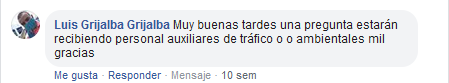 Luis Grijalba Grijalba Muy buenas tardes una pregunta estarán
recibiendo personal auxiliares de tráfico o o ambientales mil
gracias
Me gusta · Responder · Mensaje · 10 sem